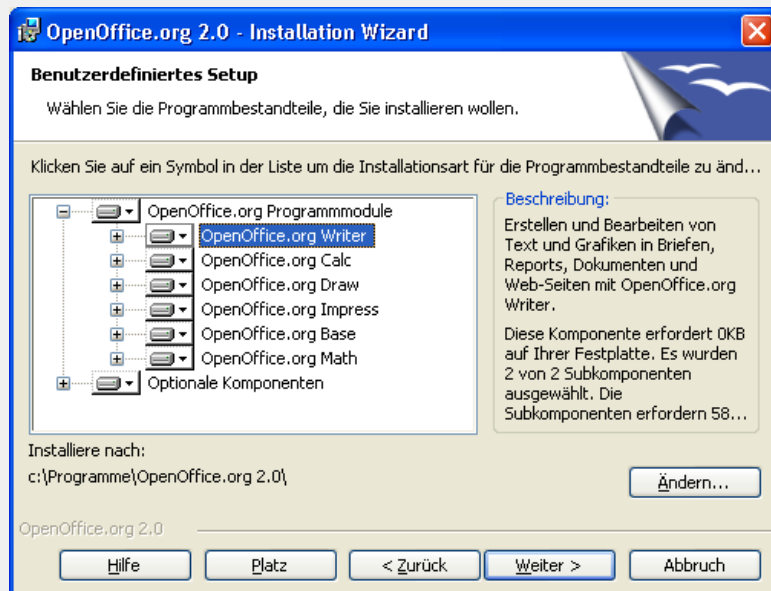 OpenOffice.org 2.0 - Installation Wizard
Benutzerdefiniertes Setup
Wählen Sie die Programmbestandteile, die Sie installieren wollen.
Klicken Sie auf ein Symbol in der Liste um die Installationsart für die Programmbestandteile zu änd...
OpenOffice.org Programmmodule
OpenOffice.org Writer
OpenOffice.org Calc
OpenOffice.org Draw
OpenOffice.org Impress
OpenOffice.org Base
OpenOffice.org Math
Optionale Komponenten
Beschreibung:
Erstellen und Bearbeiten von
Text und Grafiken in Briefen,
Reports, Dokumenten und
Web-Seiten mit OpenOffice.org
Writer.
Diese Komponente erfordert 0KB
auf Ihrer Festplatte. Es wurden
2 von 2 Subkomponenten
ausgewählt. Die
Subkomponenten erfordern 58...
Installiere nach:
c:\Programme\OpenOffice.org 2.0\
Ändern...
OpenOffice.org 2.0
Hilfe
Platz
< Zurück
Weiter >
Abbruch